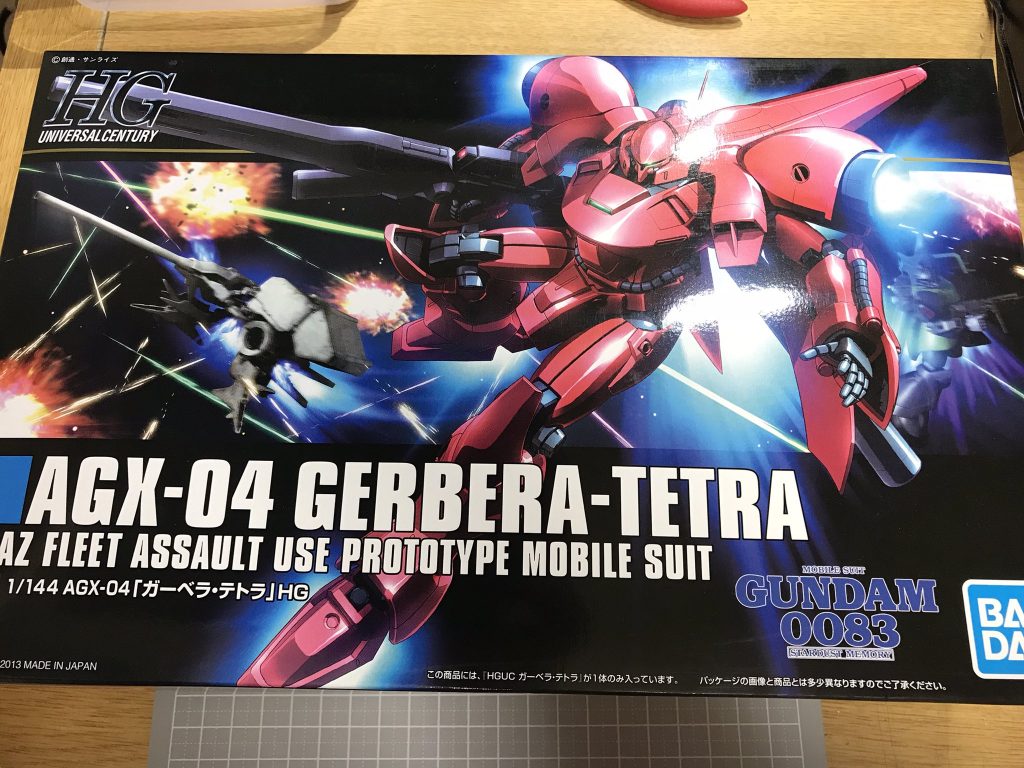 ©創通・サンライズ
HG
UNIVERSAL CENTURY
AGX-04 GERBERA-TETRA
AZ FLEET ASSAULT USE PROTOTYPE MOBILE SUIT
1/144 AGX-04「ガーベラ・テトラ」HG
MOBILE SUIT
GUNDAM
0083
STARDUST MEMORY
BA
DA
2013 MADE IN JAPAN
この商品には、「HGUC ガーベラ・テトラ」が1体のみ入っています。 パッケージの画像と商品とは多少異なりますのでご了承ください。